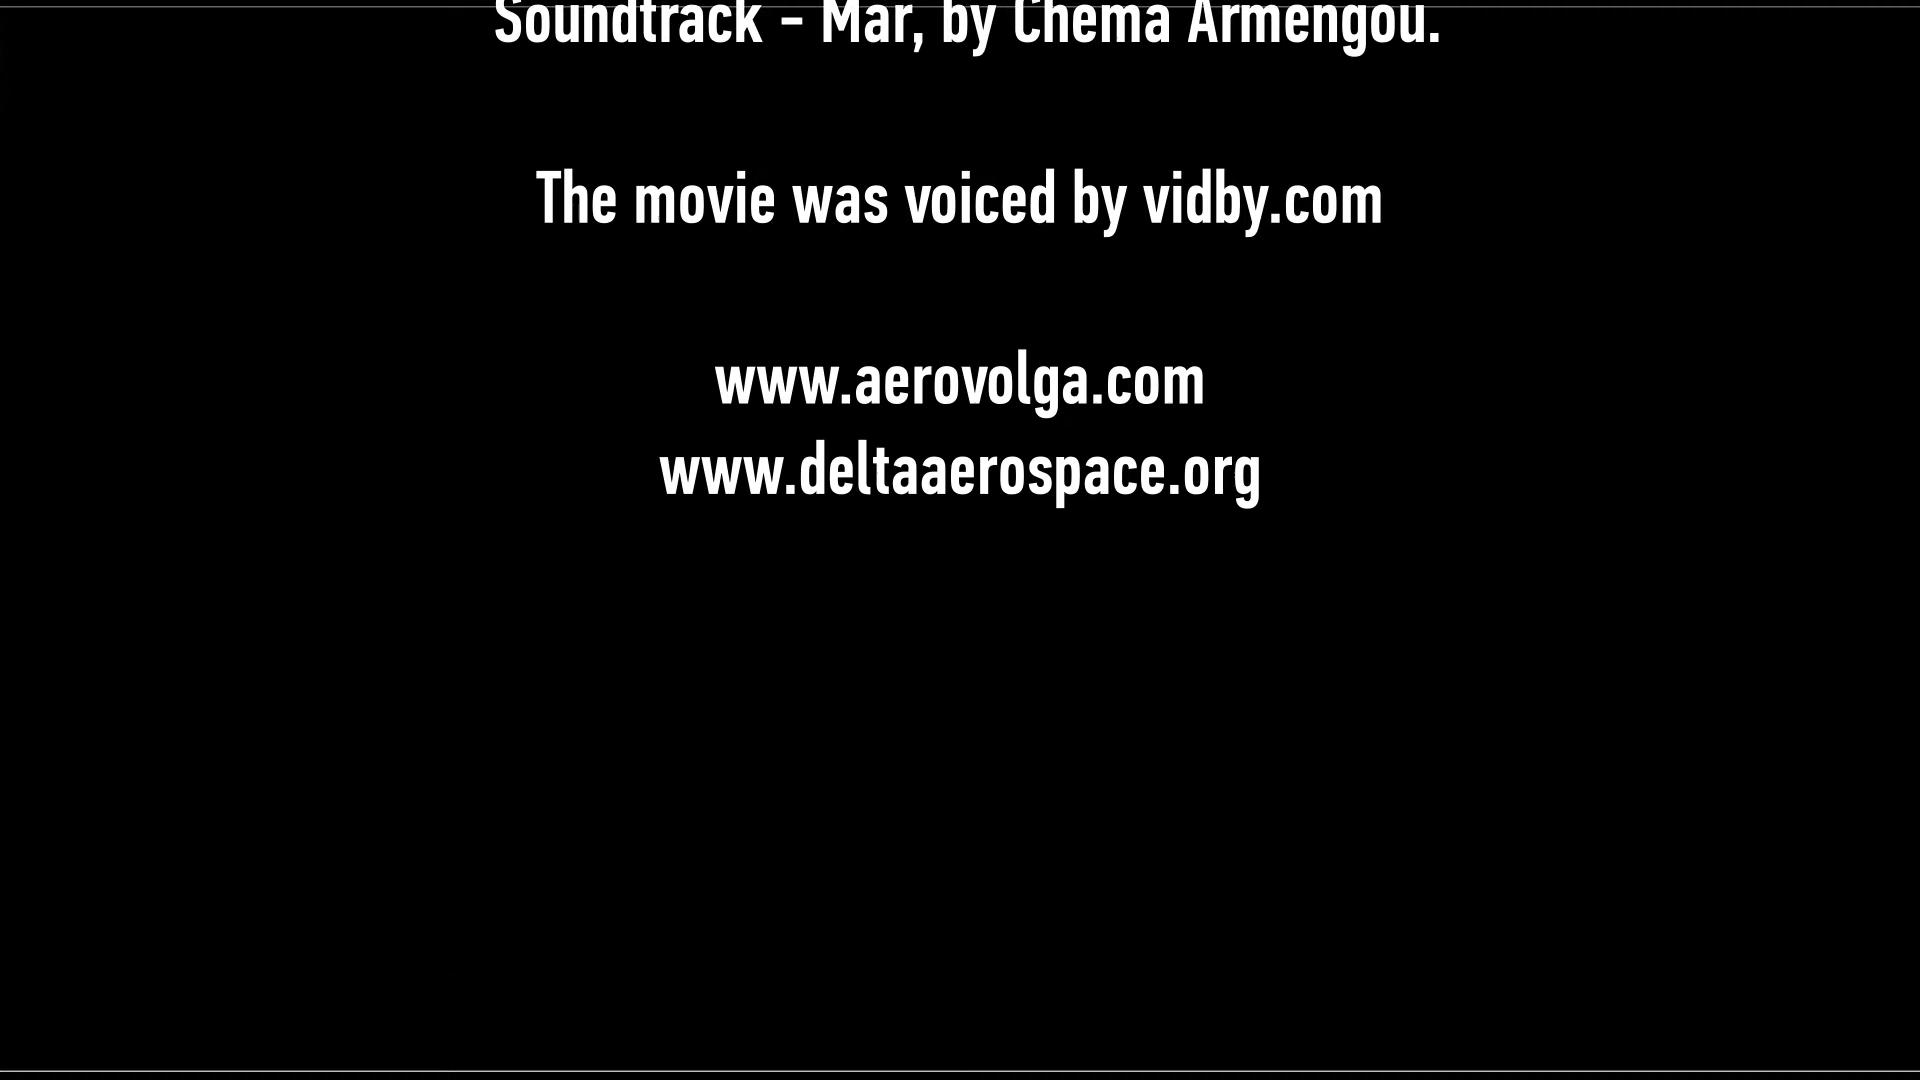 Soundtrack – Mar, by Chema Armengou.
The movie was voiced by vidby.com
www.aerovolga.com
www.deltaaerospace.org